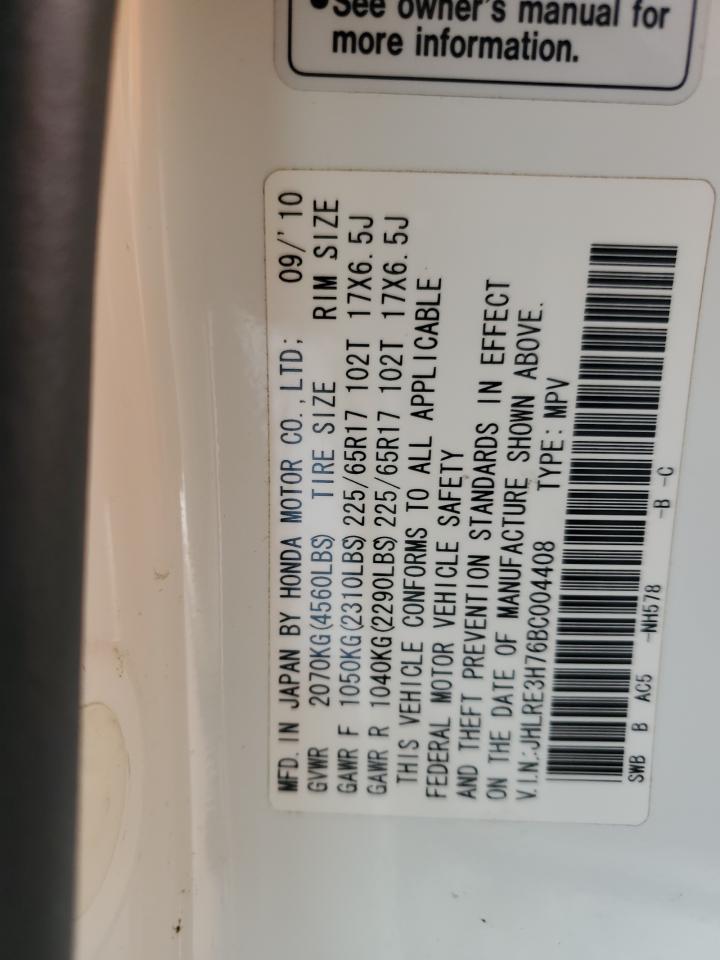 ●See owner's manual for
more information.
MFD. IN JAPAN BY HONDA MOTOR CO., LTD; 09/'10
GVWR 2070KG(4560LBS) TIRE SIZE RIM SIZE
GAWR F 1050KG(2310LBS) 225/65R17 102T 17X6.5J
GAWR R 1040KG(2290LBS) 225/65R17 102T 17X6.5J
THIS VEHICLE CONFORMS TO ALL APPLICABLE
FEDERAL MOTOR VEHICLE SAFETY
AND THEFT PREVENTION STANDARDS IN EFFECT
ON THE DATE OF MANUFACTURE SHOWN ABOVE.
V.I.N.:JHLRE3H76BC004408 TYPE: MPV
SWB B AC5 -NH578 -B -C